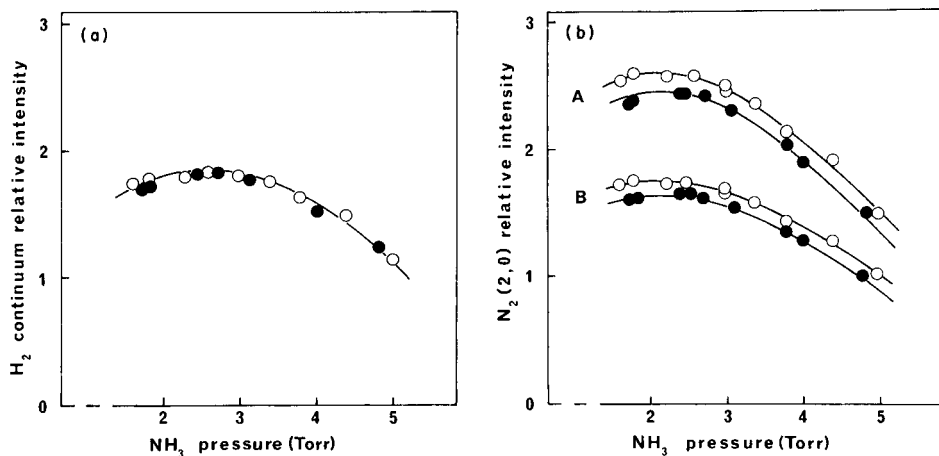 (a)
H2 continuum relative intensity
3
2
1
0
2 3 4 5
NH3 pressure (Torr)
(b)
N2 (2,0) relative intensity
3
2
1
0
A
B
2 3 4 5
NH3 pressure (Torr)